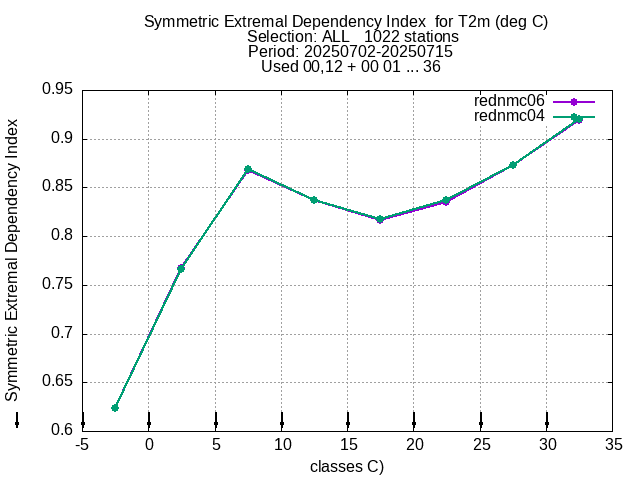 Symmetric Extremal Dependency Index  for T2m (deg C)
Selection: ALL   1022 stations
Period: 20250702-20250715
Used 00,12 + 00 01 ... 36
rednmc06
rednmc04
Symmetric Extremal Dependency Index
0.95
0.9
0.85
0.8
0.75
0.7
0.65
0.6
-5 0 5 10 15 20 25 30 35
classes C)